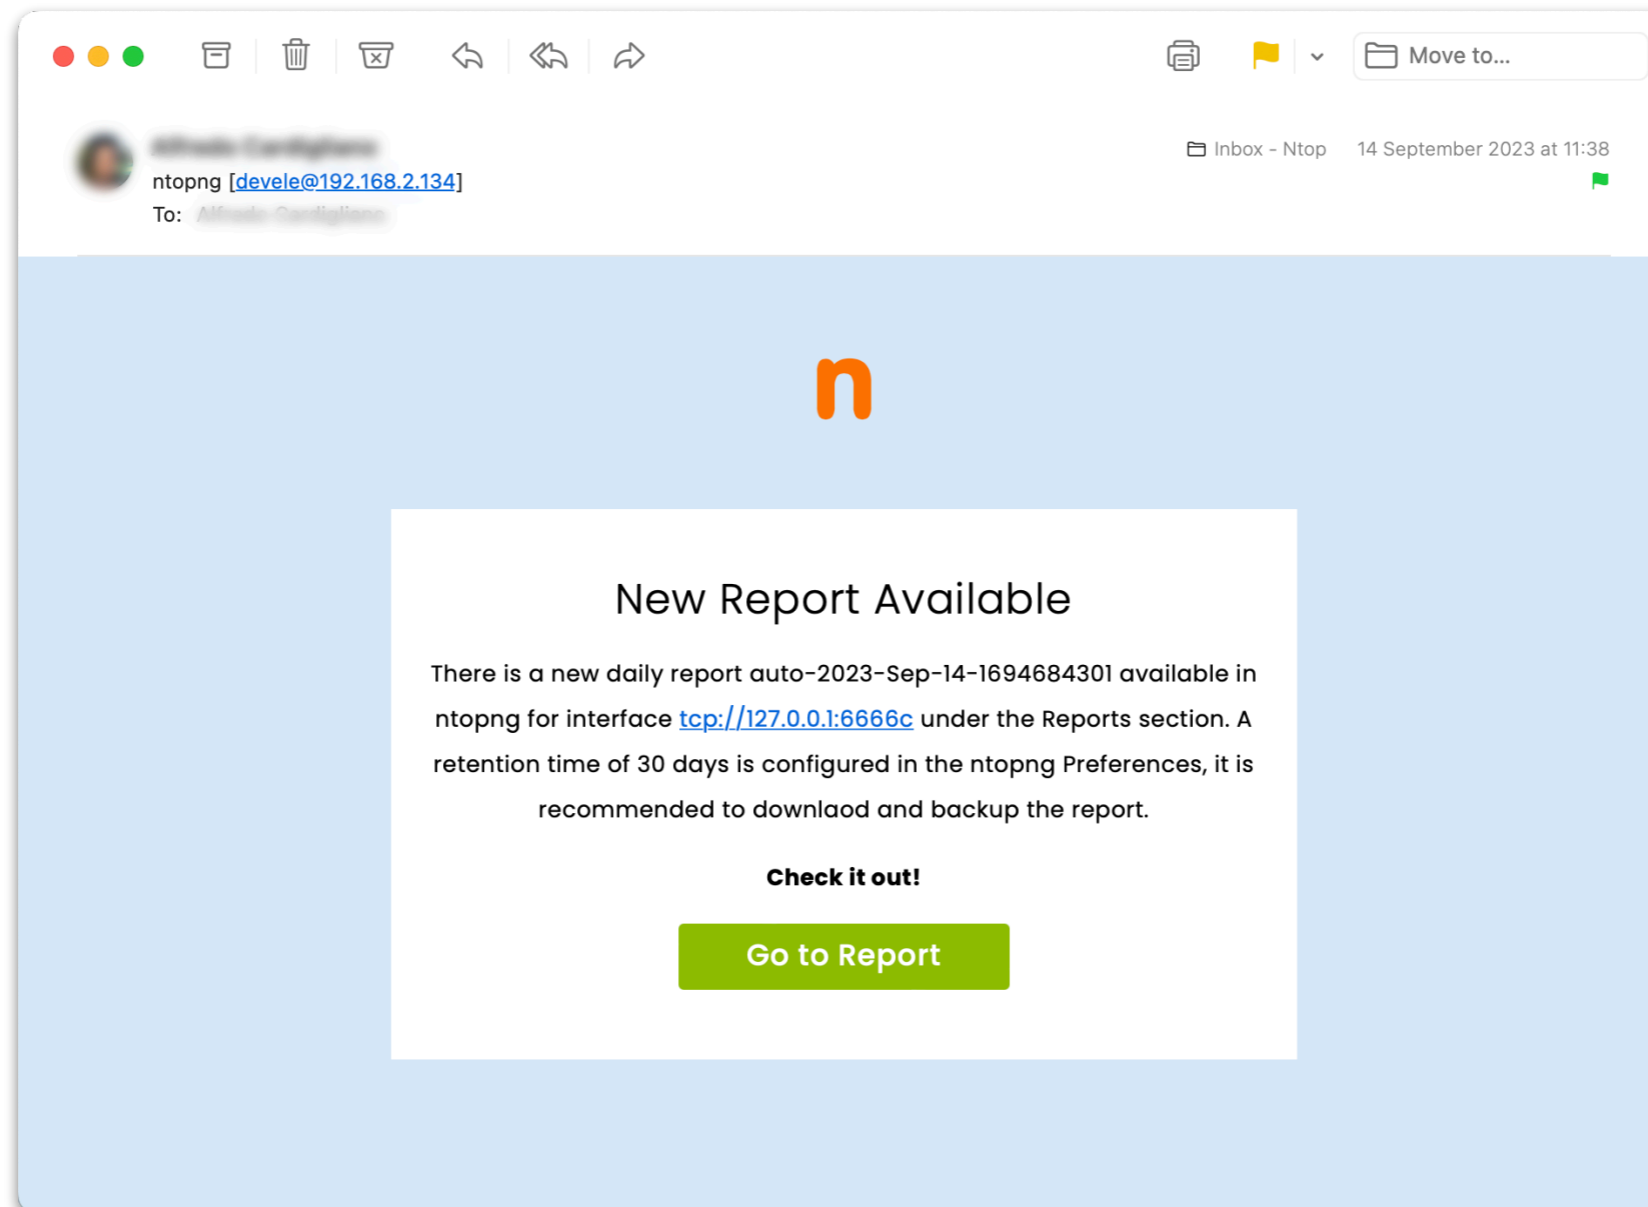 Move to...
Inbox - Ntop 14 September 2023 at 11:38
ntopng [devele@192.168.2.134]
To:
n
New Report Available
There is a new daily report auto-2023-Sep-14-1694684301 available in
ntopng for interface tcp://127.0.0.1:6666c under the Reports section. A
retention time of 30 days is configured in the ntopng Preferences, it is
recommended to downlaod and backup the report.
Check it out!
Go to Report